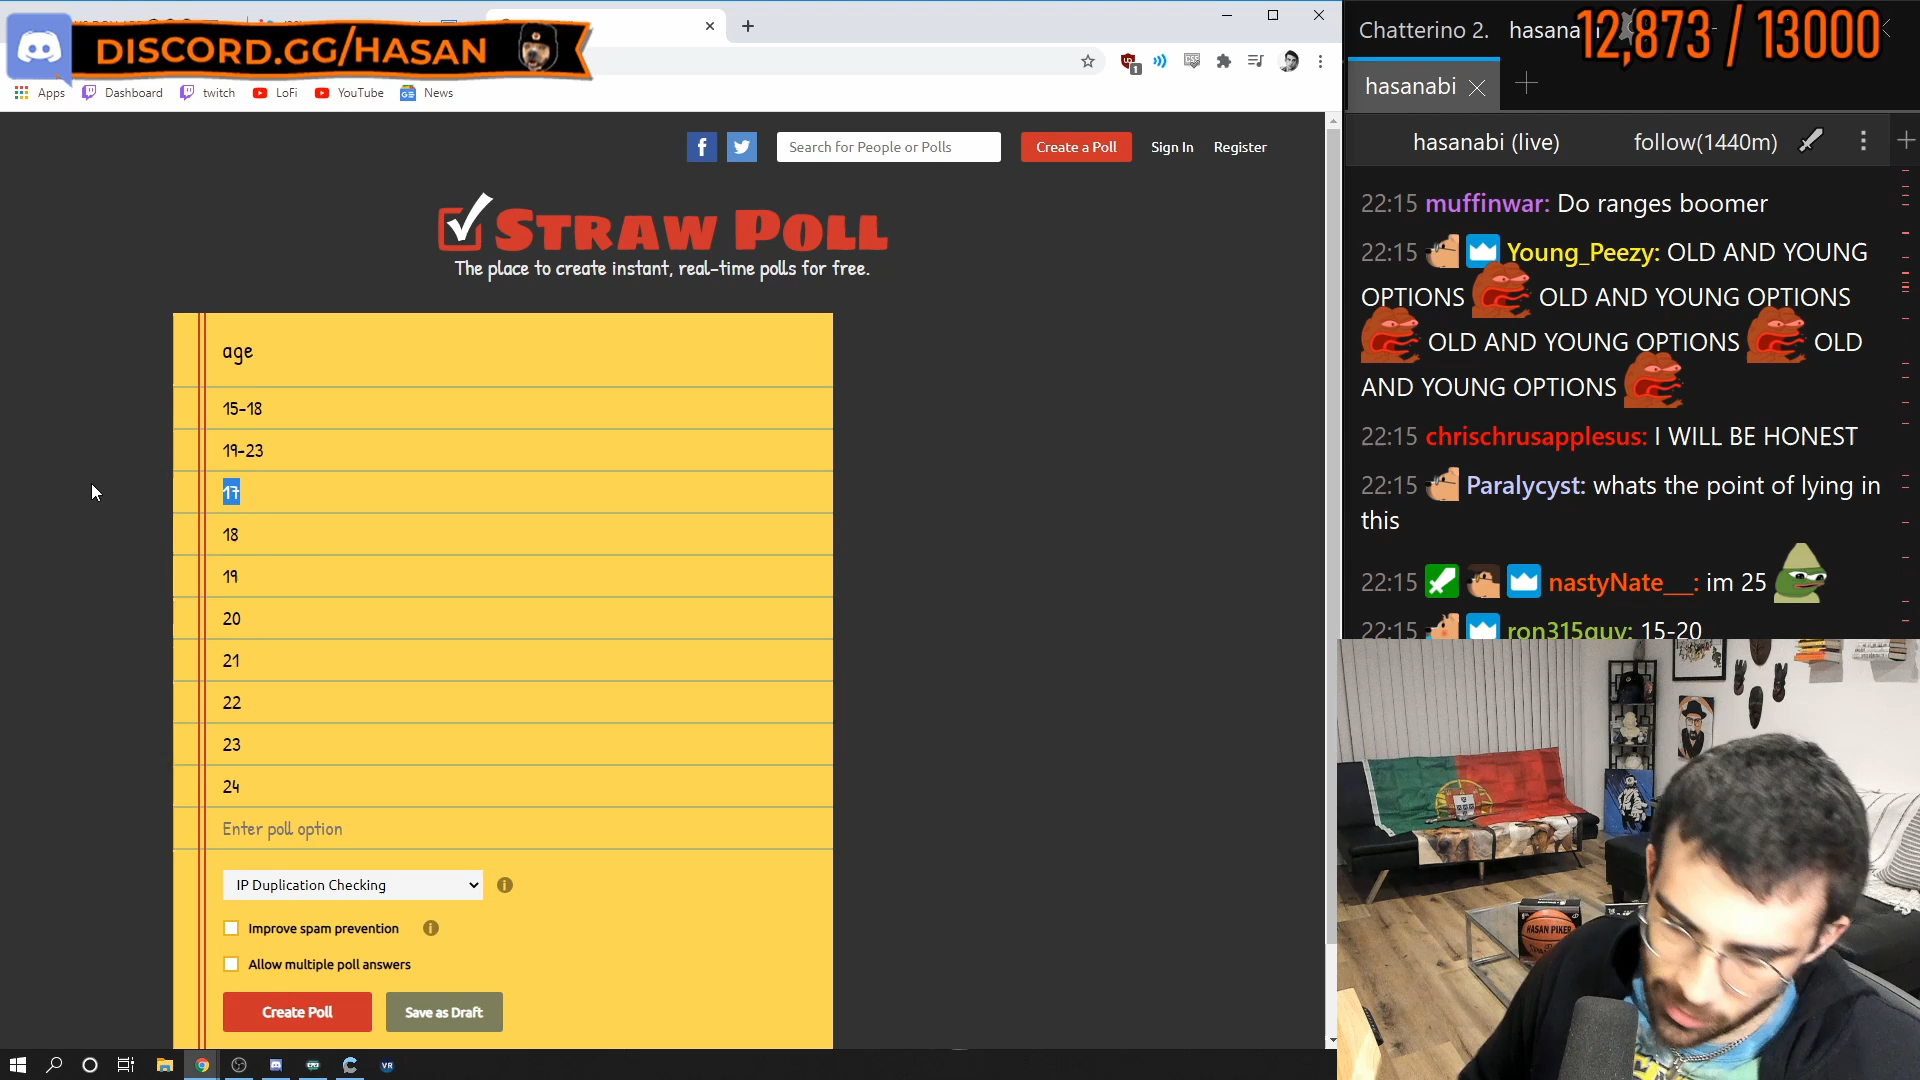 DISCORD.GG/HASAN
Apps
Dashboard
twitch
LoFi
YouTube
News
Search for People or Polls
Create a Poll
Sign In
Register
STRAW POLL
The place to create instant, real-time polls for free.
age
15-18
19-23
17
18
19
20
21
22
23
24
Enter poll option
IP Duplication Checking
Improve spam prevention
Allow multiple poll answers
Create Poll
Save as Draft
VR
Chatterino 2.
12,873 / 13000
hasanabi
hasanabi (live)
follow(1440m)
22:15 muffinwar: Do ranges boomer
22:15 Young_Peezy: OLD AND YOUNG
OPTIONS OLD AND YOUNG OPTIONS
OLD AND YOUNG OPTIONS OLD
AND YOUNG OPTIONS
22:15 chrischrusapplesus: I WILL BE HONEST
22:15 Paralycyst: whats the point of lying in
this
22:15 nastyNate___: im 25
22:15 ron315guy: 15-20
HASAN PIKER